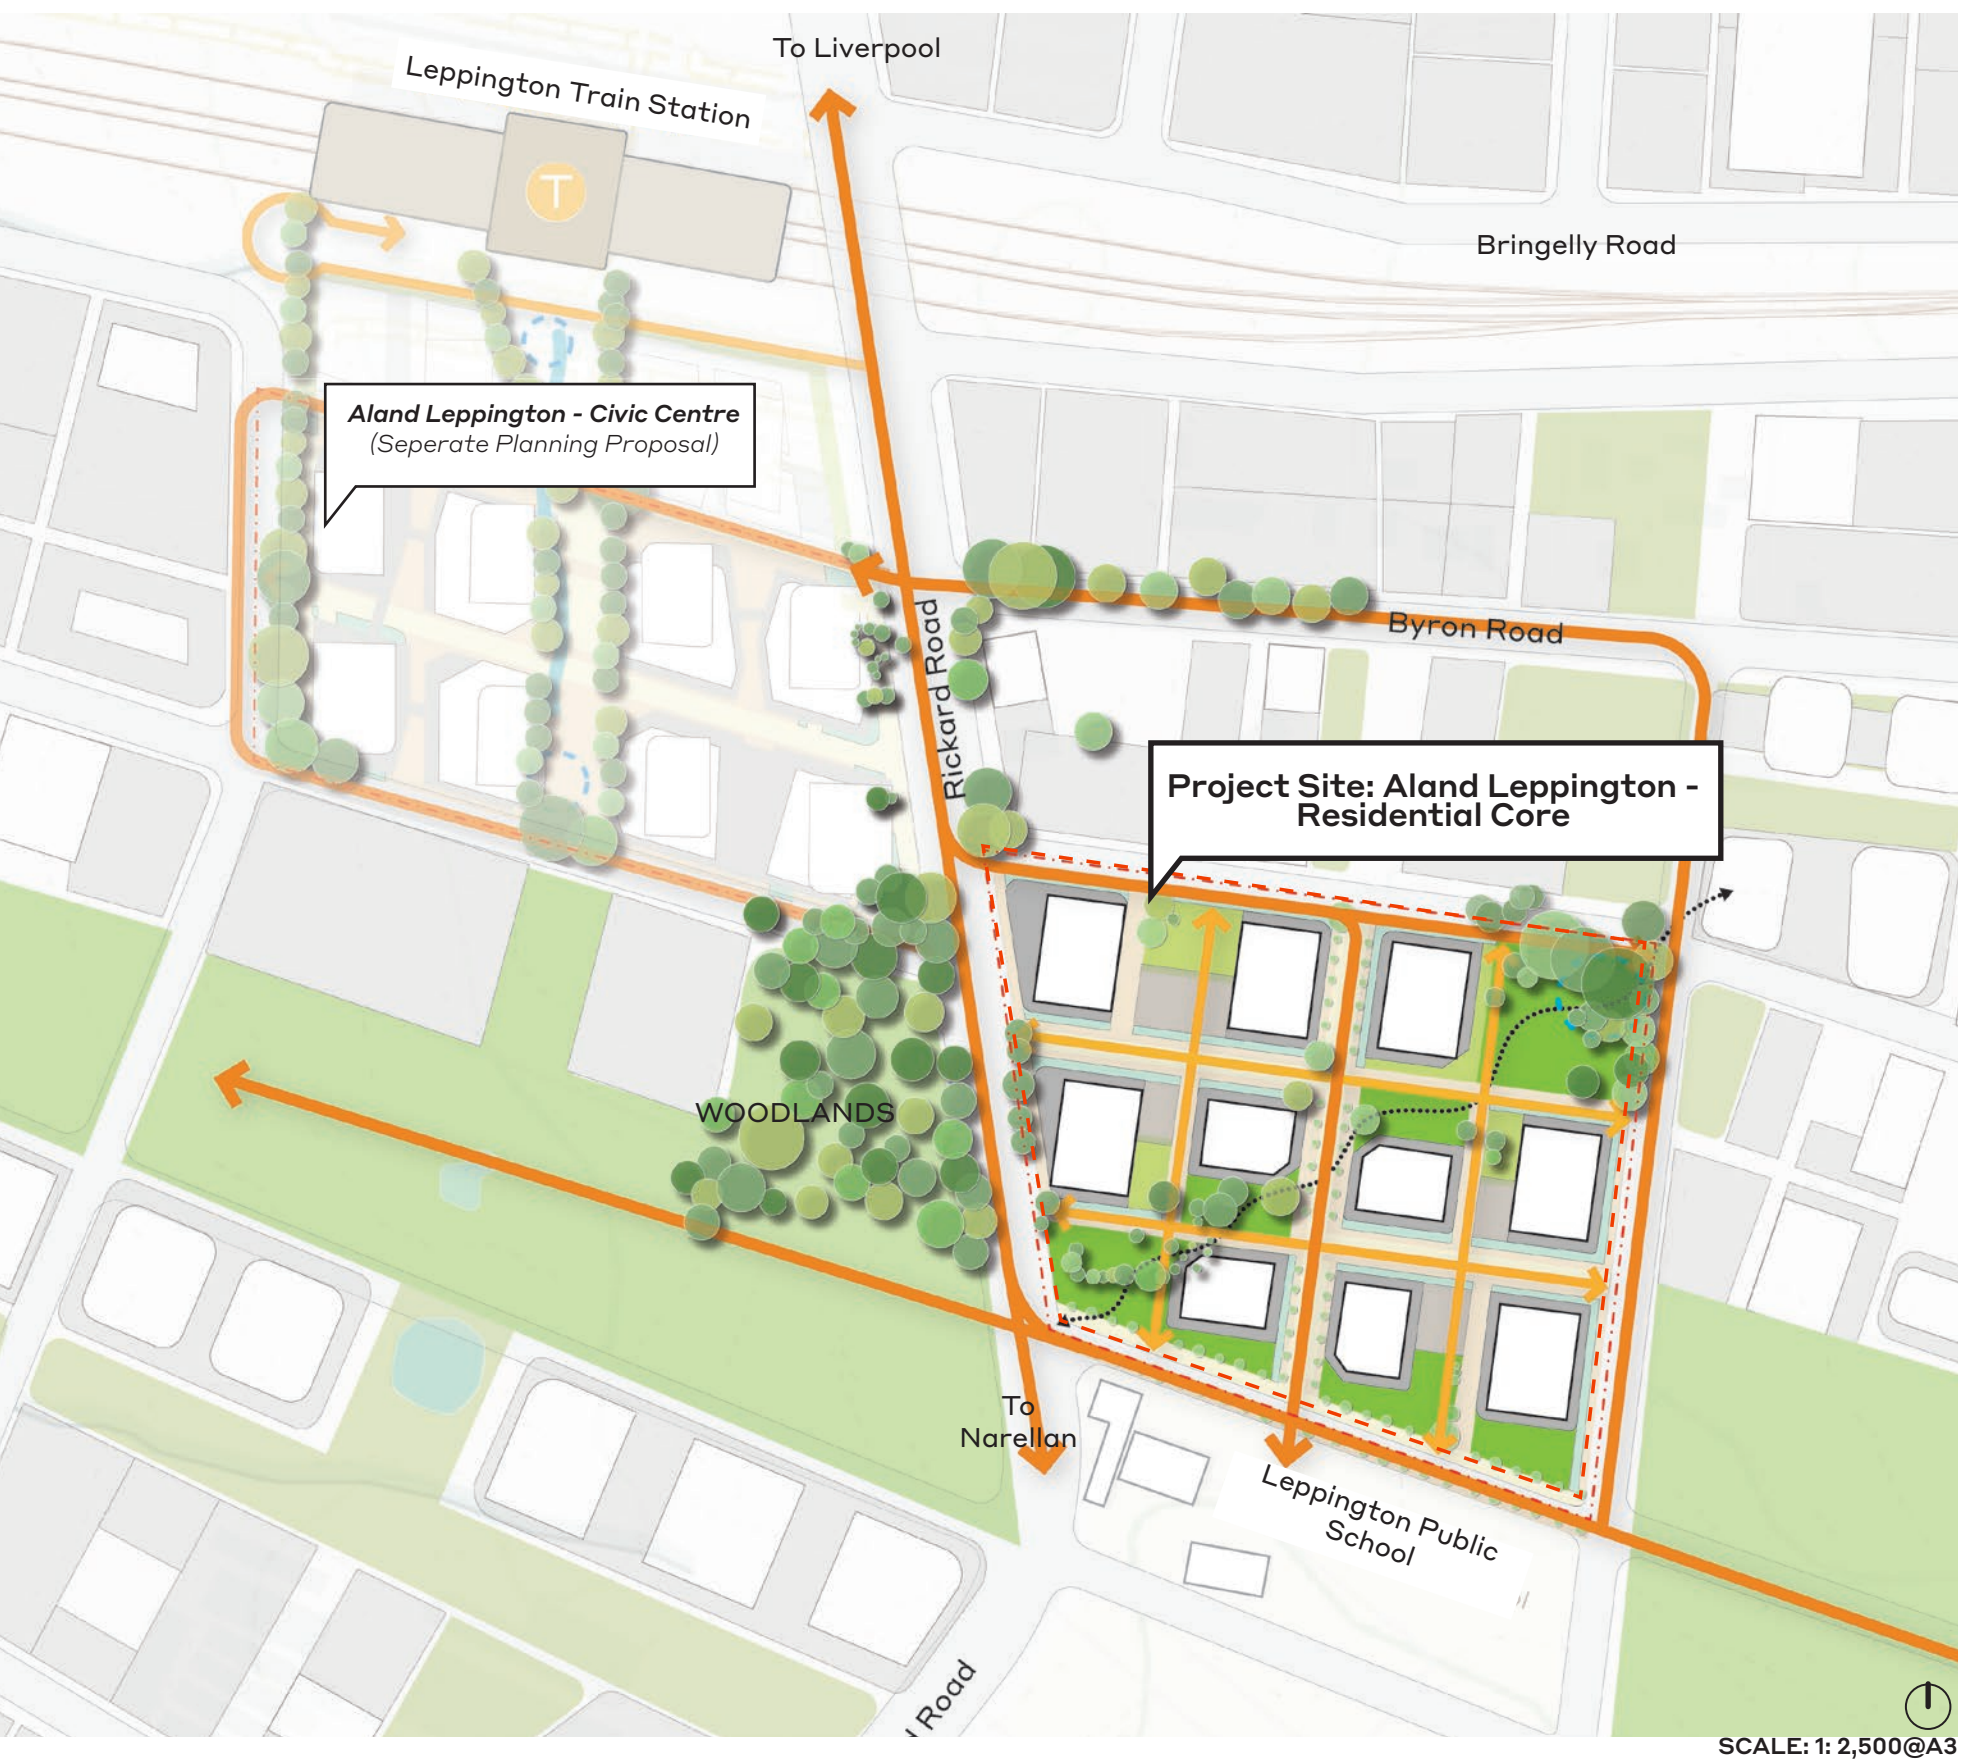 To Liverpool
Leppington Train Station
T
Bringelly Road
Aland Leppington - Civic Centre
(Seperate Planning Proposal)
Byron Road
Rickard Road
Project Site: Aland Leppington -
Residential Core
WOODLANDS
To
Narellan
Leppington Public
School
Road
SCALE: 1: 2,500@A3